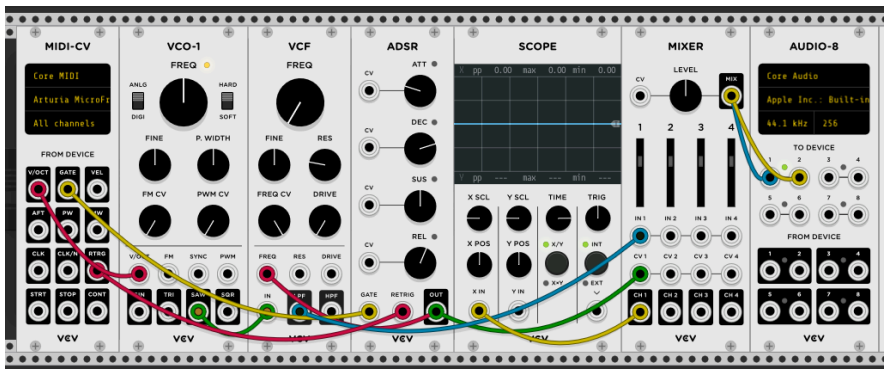 MIDI-CV
Core MIDI
Arturia MicroFr
All channels
FROM DEVICE
V/OCT GATE VEL
AFT PW MW
CLK CLK/N RTRG
STRT STOP CONT
VCV
VCO-1
FREQ
ANLG HARD
DIGI SOFT
FINE P. WIDTH
FM CV PWM CV
V/OCT FM SYNC PWM
SIN TRI SAW SQR
VCV
VCF
FREQ
FINE RES
FREQ CV DRIVE
FREQ RES DRIVE
IN LPF HPF
VCV
ADSR
CV ATT
CV DEC
CV SUS
CV REL
GATE RETRIG OUT
VCV
SCOPE
X pp 0.00 max 0.00 min 0.00
Y pp --- max --- min ---
X SCL Y SCL TIME TRIG
X/Y INT
X POS Y POS
X×Y EXT
X IN Y IN
VCV
MIXER
LEVEL
CV MIX
1 2 3 4
IN 1 IN 2 IN 3 IN 4
CV 1 CV 2 CV 3 CV 4
CH 1 CH 2 CH 3 CH 4
VCV
AUDIO-8
Core Audio
Apple Inc.: Built-in
44.1 kHz 256
TO DEVICE
1 2 3 4
5 6 7 8
FROM DEVICE
1 2 3 4
5 6 7 8
VCV